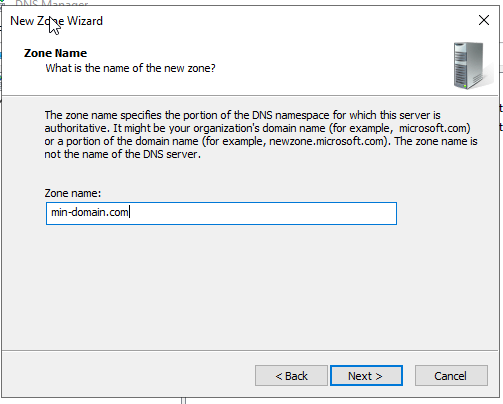 DNS Manager
New Zone Wizard
Zone Name
What is the name of the new zone?
The zone name specifies the portion of the DNS namespace for which this server is
authoritative. It might be your organization's domain name (for example, microsoft.com)
or a portion of the domain name (for example, newzone.microsoft.com). The zone name is
not the name of the DNS server.
Zone name:
min-domain.com
< Back
Next >
Cancel